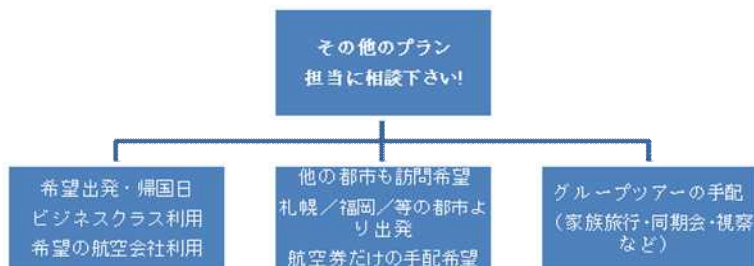 その他のプラン
担当に相談下さい!
希望出発・帰国日
ビジネスクラス利用
希望の航空会社利用
他の都市も訪問希望
札幌／福岡／等の都市よ
り出発
航空券だけの手配希望
グループツアーの手配
（家族旅行・同期会・視察
など）